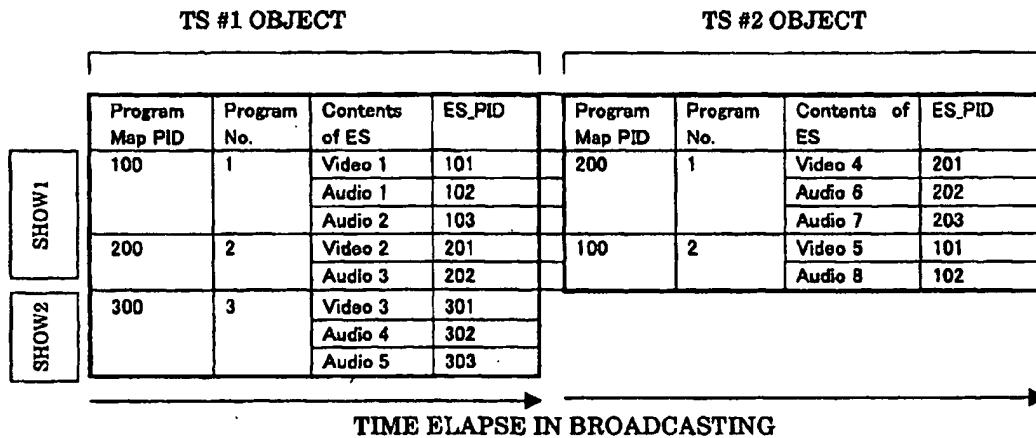 TS #1 OBJECT TS #2 OBJECT
Program Map PID Program No. Contents of ES ES_PID Program Map PID Program No. Contents of ES ES_PID
SHOW1
100 1 Video 1 101 200 1 Video 4 201
Audio 1 102 Audio 6 202
Audio 2 103 Audio 7 203
200 2 Video 2 201 100 2 Video 5 101
Audio 3 202 Audio 8 102
SHOW2
300 3 Video 3 301
Audio 4 302
Audio 5 303
TIME ELAPSE IN BROADCASTING